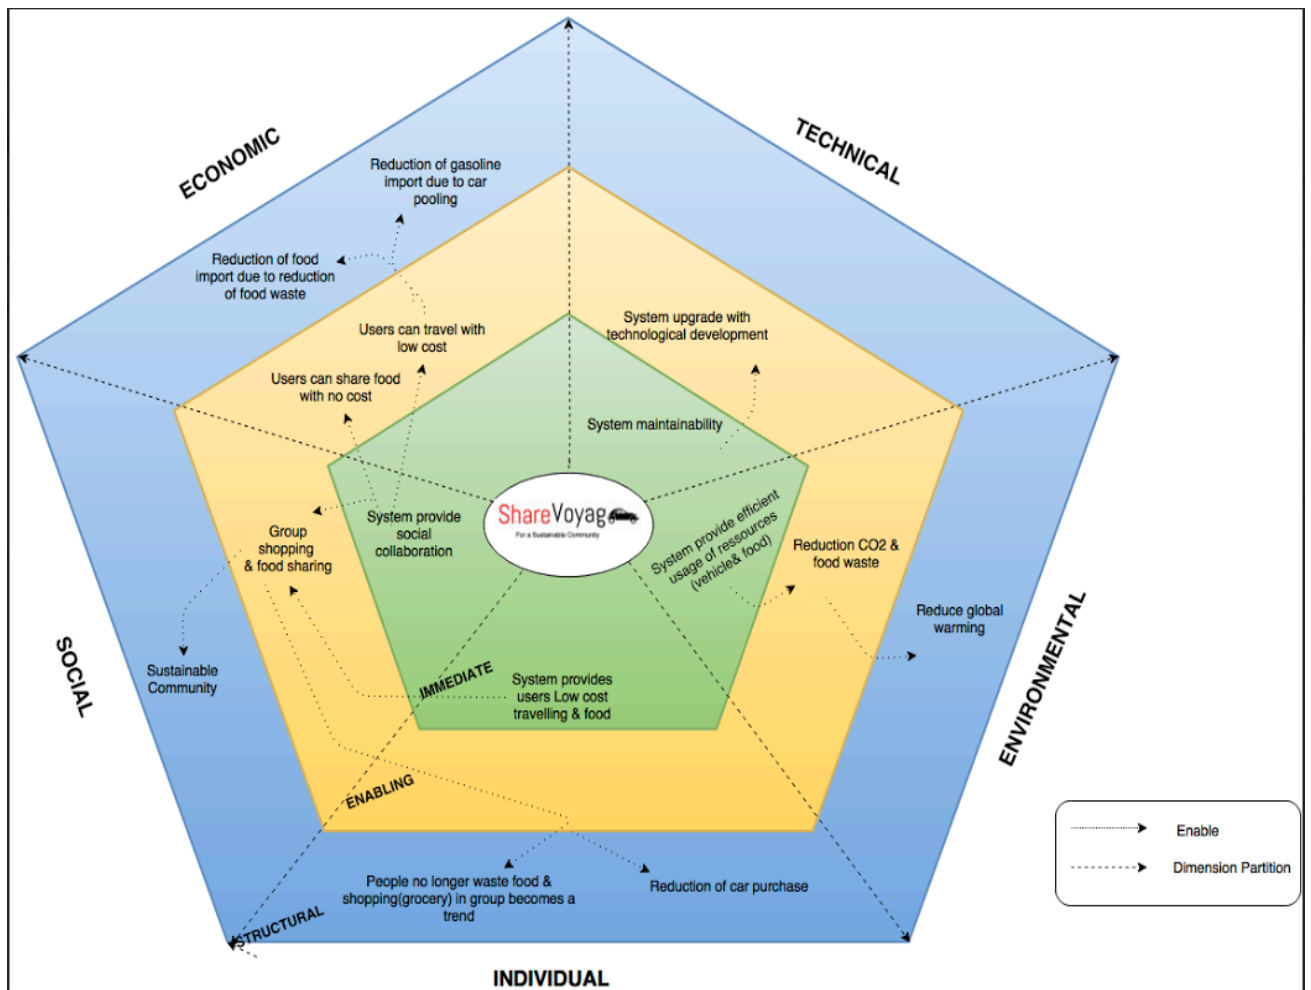 ECONOMIC
TECHNICAL
Reduction of gasoline
import due to car
pooling
Reduction of food
import due to reduction
of food waste
Users can travel with
low cost
System upgrade with
technological development
Users can share food
with no cost
System maintainability
ShareVoyag
For a Sustainable Community
System provide
social
collaboration
Group
shopping
& food sharing
System provide efficient
usage of ressources
(vehicle& food)
Reduction CO2 &
food waste
Reduce global
warming
SOCIAL
Sustainable
Community
ENVIRONMENTAL
IMMEDIATE
System provides
users Low cost
travelling & food
ENABLING
Enable
Dimension Partition
People no longer waste food &
shopping(grocery) in group becomes a
trend
Reduction of car purchase
STRUCTURAL
INDIVIDUAL